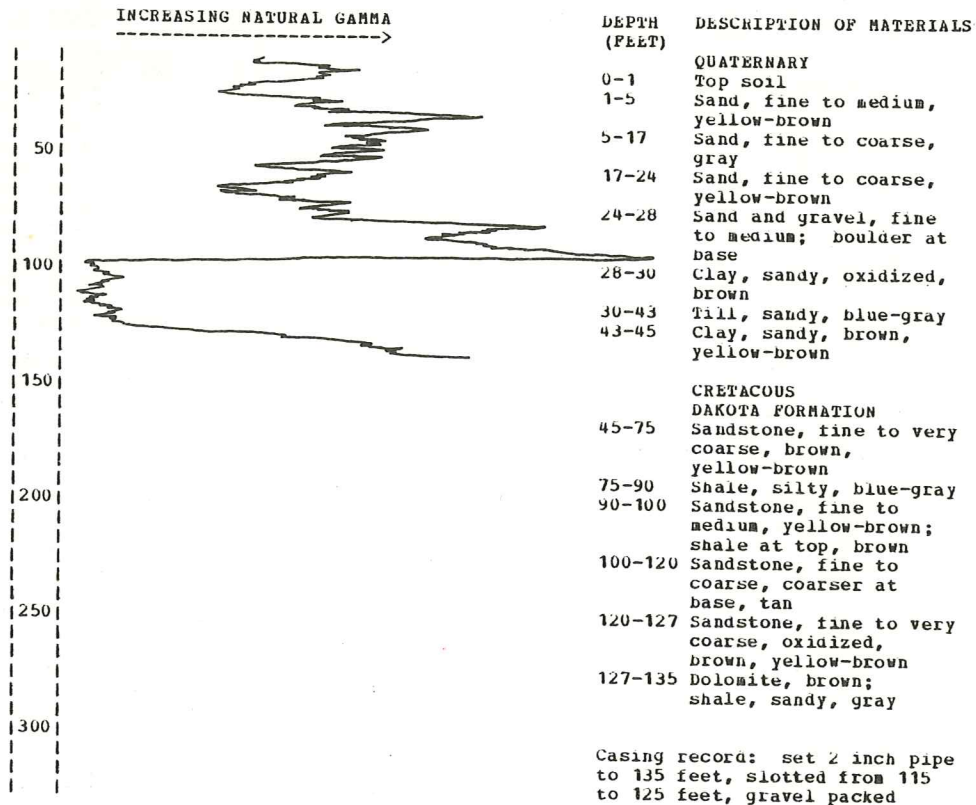 INCREASING NATURAL GAMMA
DEPTH
(FEET)
DESCRIPTION OF MATERIALS
50
100
150
200
250
300
QUATERNARY
0-1 Top soil
1-5 Sand, fine to medium,
yellow-brown
5-17 Sand, fine to coarse,
gray
17-24 Sand, fine to coarse,
yellow-brown
24-28 Sand and gravel, fine
to medium; boulder at
base
28-30 Clay, sandy, oxidized,
brown
30-43 Till, sandy, blue-gray
43-45 Clay, sandy, brown,
yellow-brown
CRETACOUS
DAKOTA FORMATION
45-75 Sandstone, fine to very
coarse, brown,
yellow-brown
75-90 Shale, silty, blue-gray
90-100 Sandstone, fine to
medium, yellow-brown;
shale at top, brown
100-120 Sandstone, fine to
coarse, coarser at
base, tan
120-127 Sandstone, fine to very
coarse, oxidized,
brown, yellow-brown
127-135 Dolomite, brown;
shale, sandy, gray
Casing record: set 2 inch pipe
to 135 feet, slotted from 115
to 125 feet, gravel packed